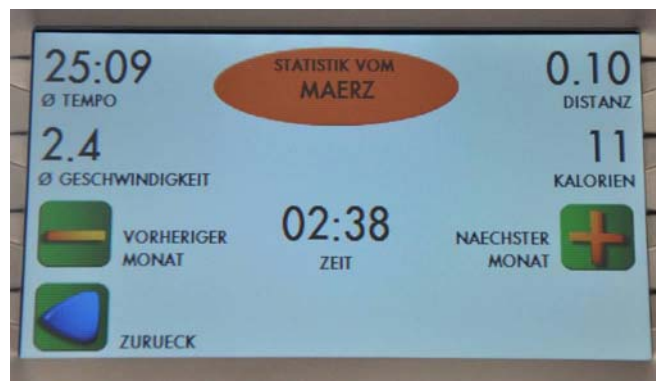 25:09
Ø TEMPO
STATISTIK VOM
MAERZ
0.10
DISTANZ
2.4
Ø GESCHWINDIGKEIT
11
KALORIEN
VORHERIGER
MONAT
02:38
ZEIT
NAECHSTER
MONAT
ZURUECK